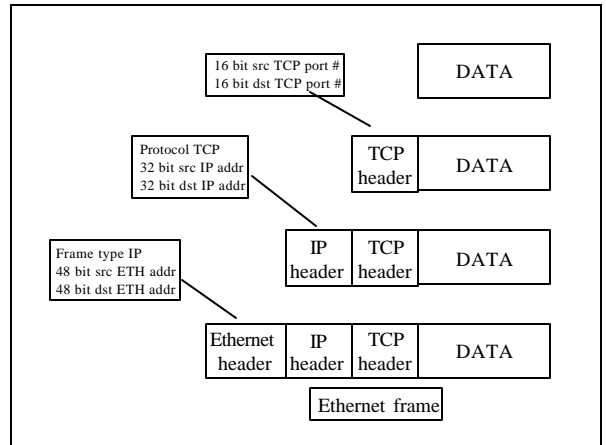 16 bit src TCP port #
16 bit dst TCP port #
DATA
Protocol TCP
32 bit src IP addr
32 bit dst IP addr
TCP
header
DATA
Frame type IP
48 bit src ETH addr
48 bit dst ETH addr
IP
header
TCP
header
DATA
Ethernet
header
IP
header
TCP
header
DATA
Ethernet frame